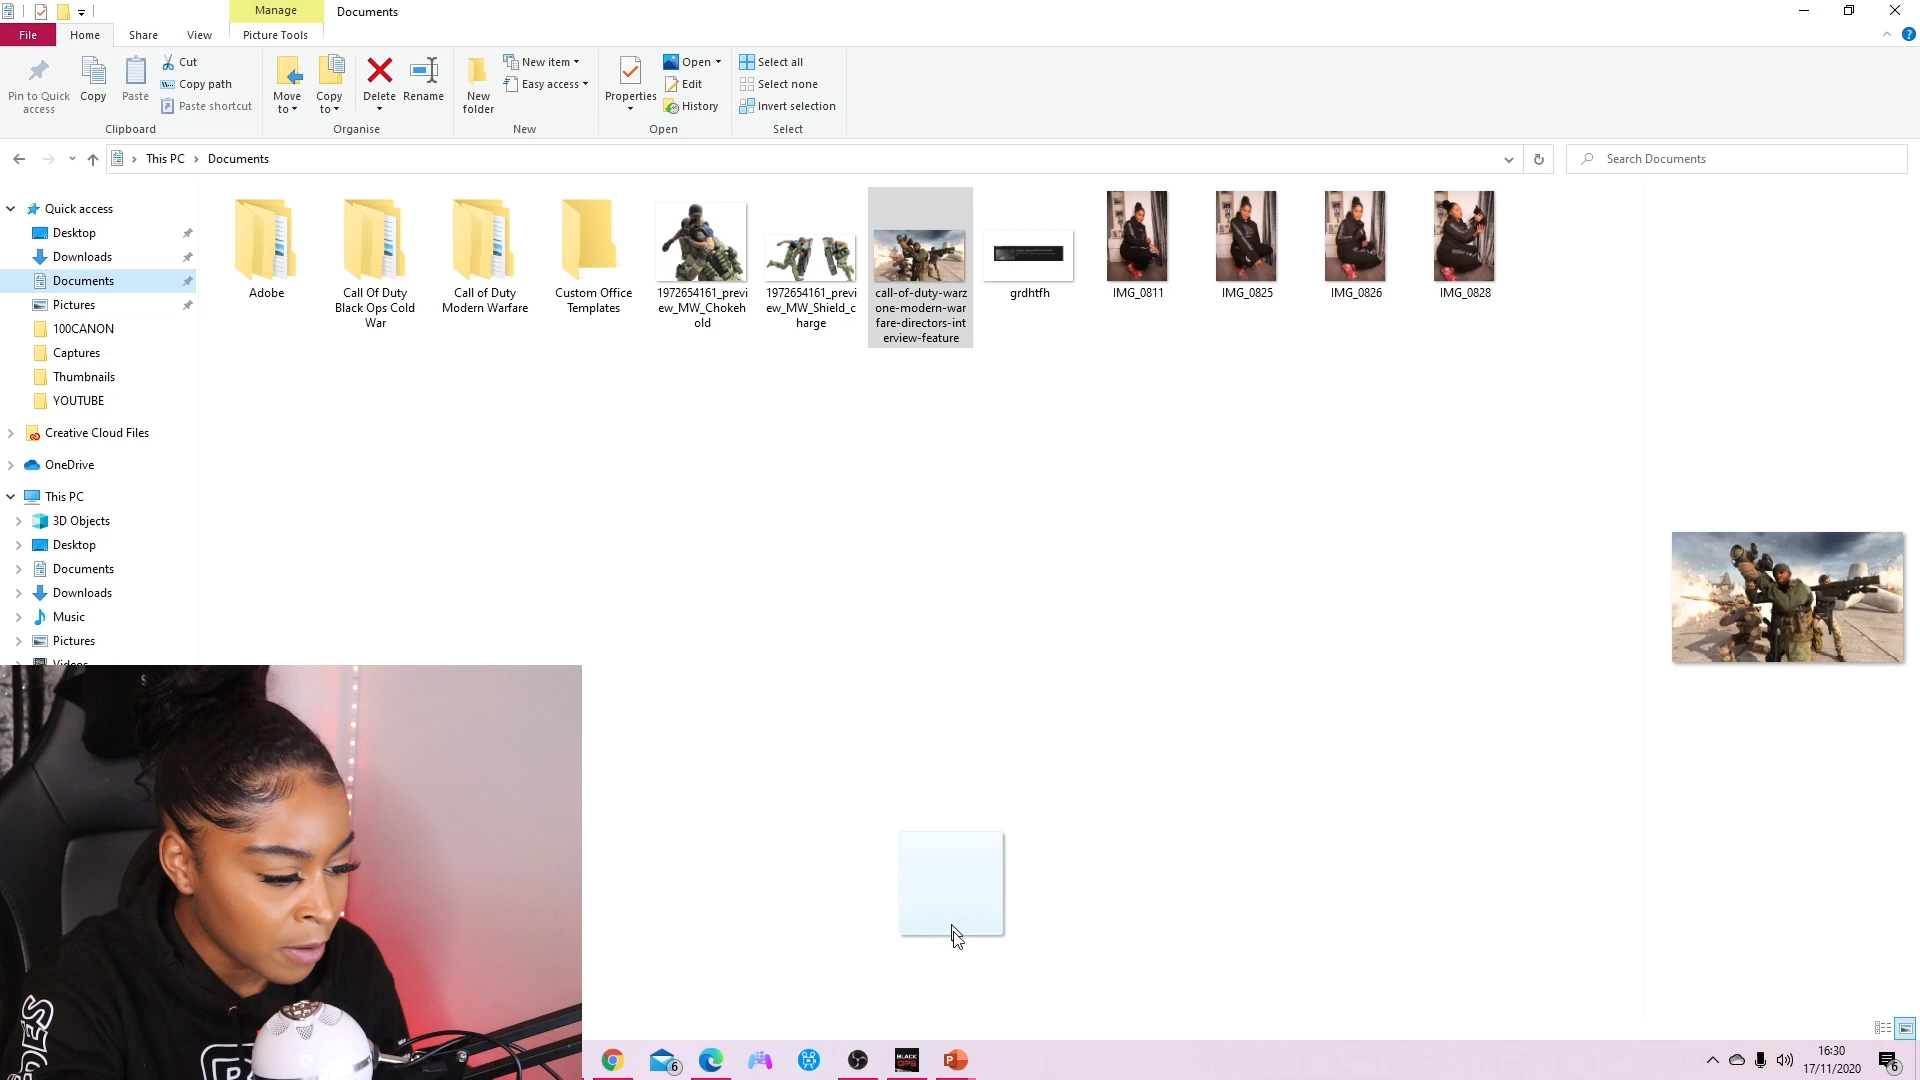 Manage
Documents
File
Home
Share
View
Picture Tools
Pin to Quick
access
Copy
Paste
Cut
Copy path
Paste shortcut
Move
to
Copy
to
Delete
Rename
New
folder
New item
Easy access
Properties
Open
Edit
History
Select all
Select none
Invert selection
Clipboard
Organise
New
Open
Select
This PC
Documents
Search Documents
Quick access
Desktop
Downloads
Documents
Pictures
100CANON
Captures
Thumbnails
YOUTUBE
Creative Cloud Files
OneDrive
This PC
3D Objects
Desktop
Documents
Downloads
Music
Pictures
Videos
Adobe
Call Of Duty
Black Ops Cold
War
Call of Duty
Modern Warfare
Custom Office
Templates
1972654161_previ
ew_MW_Chokeh
old
1972654161_previ
ew_MW_Shield_c
harge
call-of-duty-warz
one-modern-war
fare-directors-int
erview-feature
grdhtfh
IMG_0811
IMG_0825
IMG_0826
IMG_0828
6
BLACK
OPS
P
16:30
17/11/2020
6